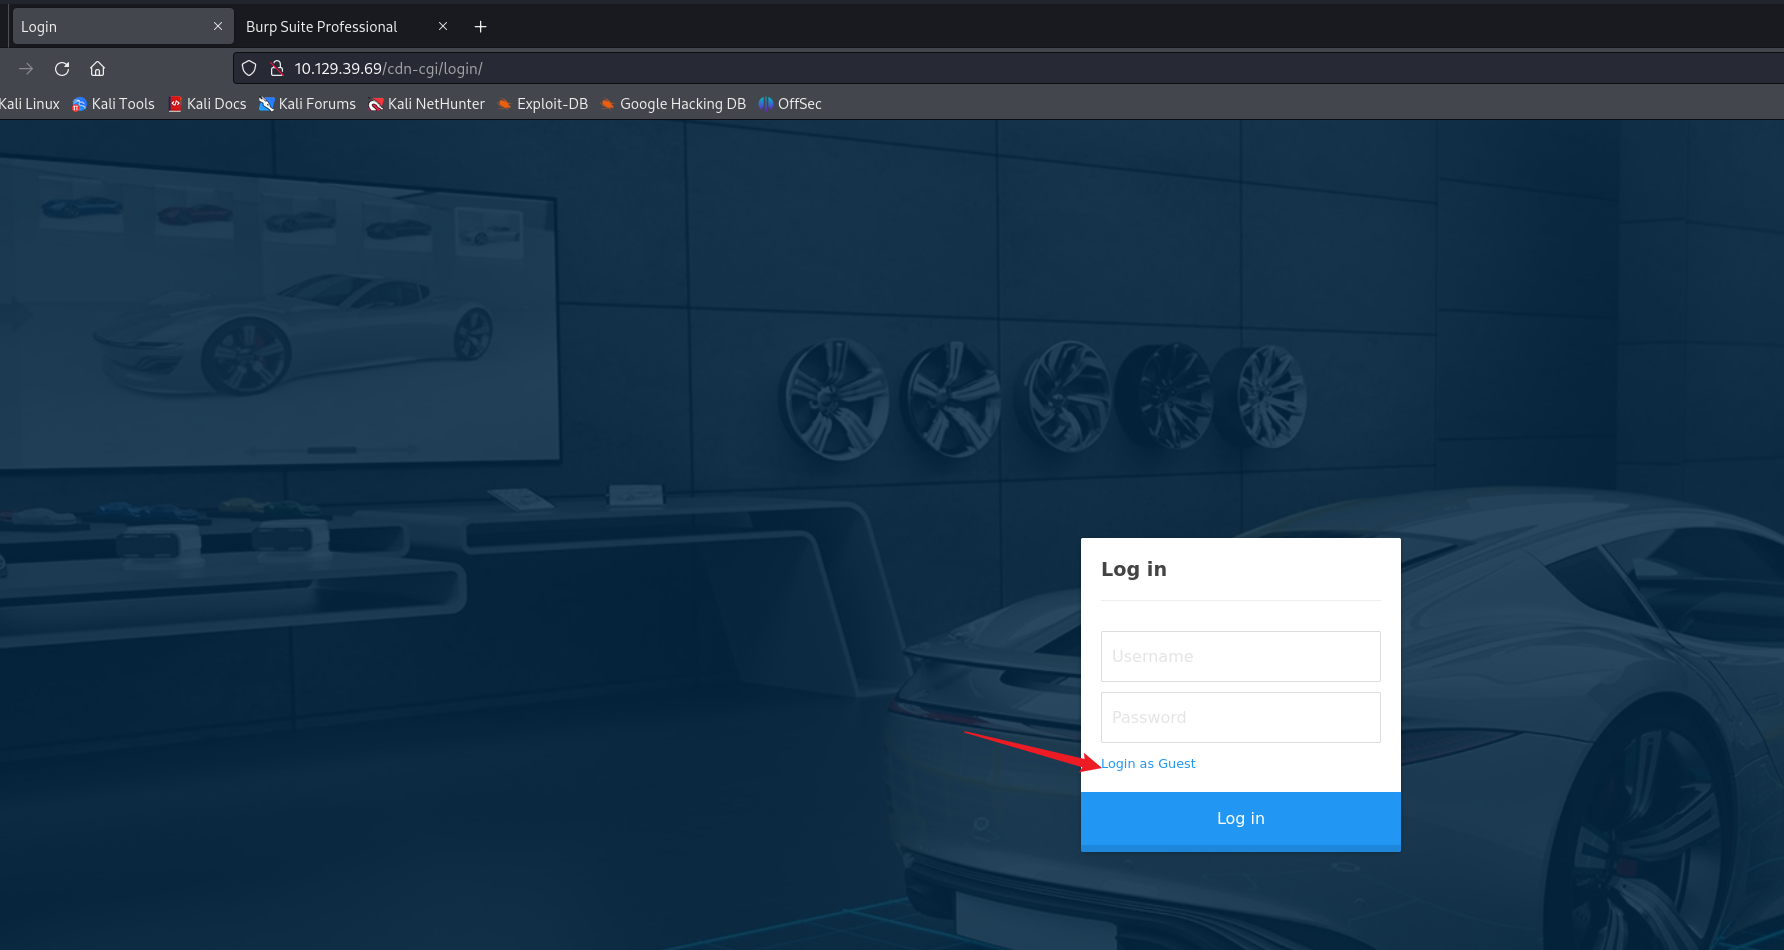 Login
Burp Suite Professional
10.129.39.69/cdn-cgi/login/
Kali Linux Kali Tools Kali Docs Kali Forums Kali NetHunter Exploit-DB Google Hacking DB OffSec
Log in
Username
Password
Login as Guest
Log in